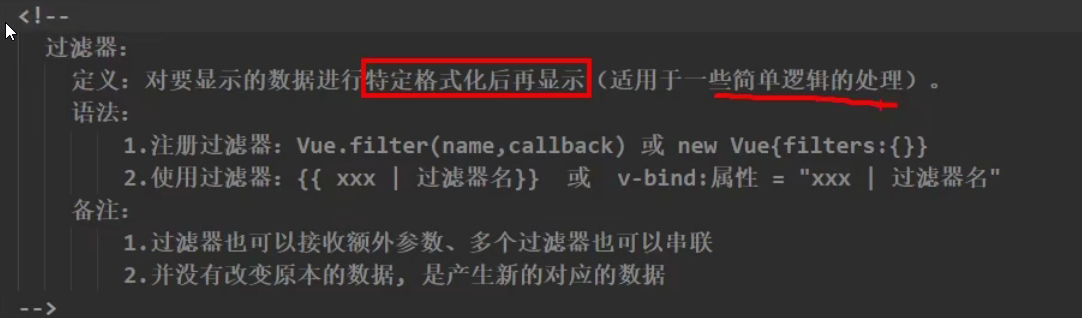 <!--
过滤器：
定义：对要显示的数据进行特定格式化后再显示（适用于一些简单逻辑的处理）。
语法：
1.注册过滤器：Vue.filter(name,callback) 或 new Vue{filters:{}}
2.使用过滤器：{{ xxx | 过滤器名}} 或 v-bind:属性 = "xxx | 过滤器名"
备注：
1.过滤器也可以接收额外参数、多个过滤器也可以串联
2.并没有改变原本的数据, 是产生新的对应的数据
-->